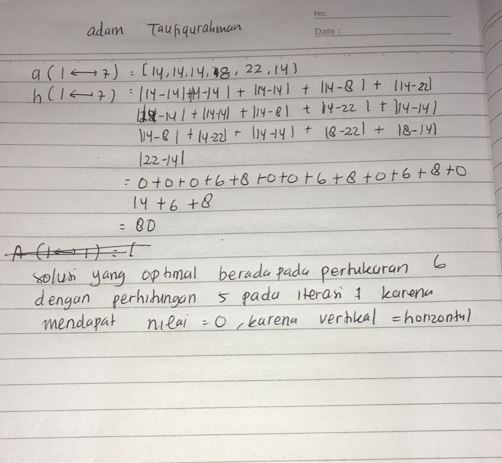 No.
Date :
adam Taufiqurahman
a(1 ↔ 7) = [14,14,14, 8, 22, 14)
h(1 ↔ 7) = |14-14|+|14-14| + |14-14| + |14-8| + |14-22|
|14-14| + |14-14| + |14-8| + |14-22| + |14-14|
|14-8| + |14-22| + |14-14| + |8-22| + |8-14|
|22-14|
= 0+0+0+6+8+0+0+6+8+0+6+8+0
14+6+8
= 80
A (1 ↔ 1) = [
solusi yang optimal berada pada pertukaran 6
dengan perhitungan 5 pada iterasi 1 karena
mendapat nilai = 0, karena vertikal = horizontal